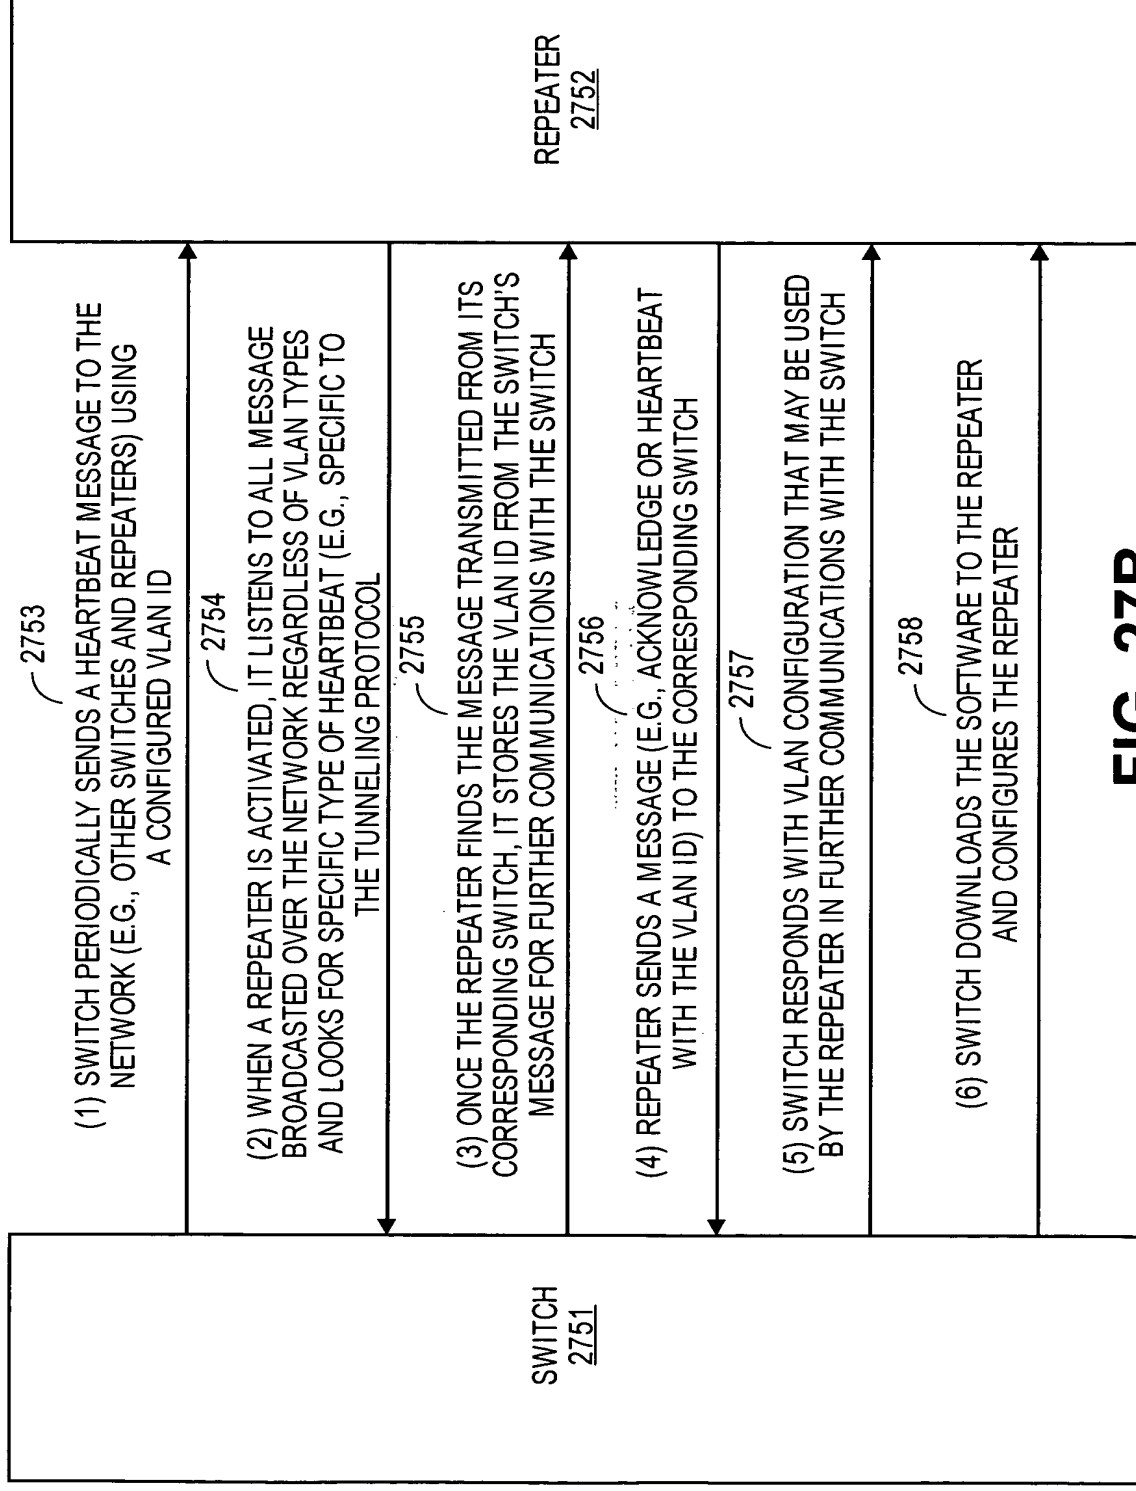 SWITCH
2751
REPEATER
2752
2753
(1) SWITCH PERIODICALLY SENDS A HEARTBEAT MESSAGE TO THE
NETWORK (E.G., OTHER SWITCHES AND REPEATERS) USING
A CONFIGURED VLAN ID
2754
(2) WHEN A REPEATER IS ACTIVATED, IT LISTENS TO ALL MESSAGE
BROADCASTED OVER THE NETWORK REGARDLESS OF VLAN TYPES
AND LOOKS FOR SPECIFIC TYPE OF HEARTBEAT (E.G., SPECIFIC TO
THE TUNNELING PROTOCOL
2755
(3) ONCE THE REPEATER FINDS THE MESSAGE TRANSMITTED FROM ITS
CORRESPONDING SWITCH, IT STORES THE VLAN ID FROM THE SWITCH'S
MESSAGE FOR FURTHER COMMUNICATIONS WITH THE SWITCH
2756
(4) REPEATER SENDS A MESSAGE (E.G., ACKNOWLEDGE OR HEARTBEAT
WITH THE VLAN ID) TO THE CORRESPONDING SWITCH
2757
(5) SWITCH RESPONDS WITH VLAN CONFIGURATION THAT MAY BE USED
BY THE REPEATER IN FURTHER COMMUNICATIONS WITH THE SWITCH
2758
(6) SWITCH DOWNLOADS THE SOFTWARE TO THE REPEATER
AND CONFIGURES THE REPEATER
FIG. 27B